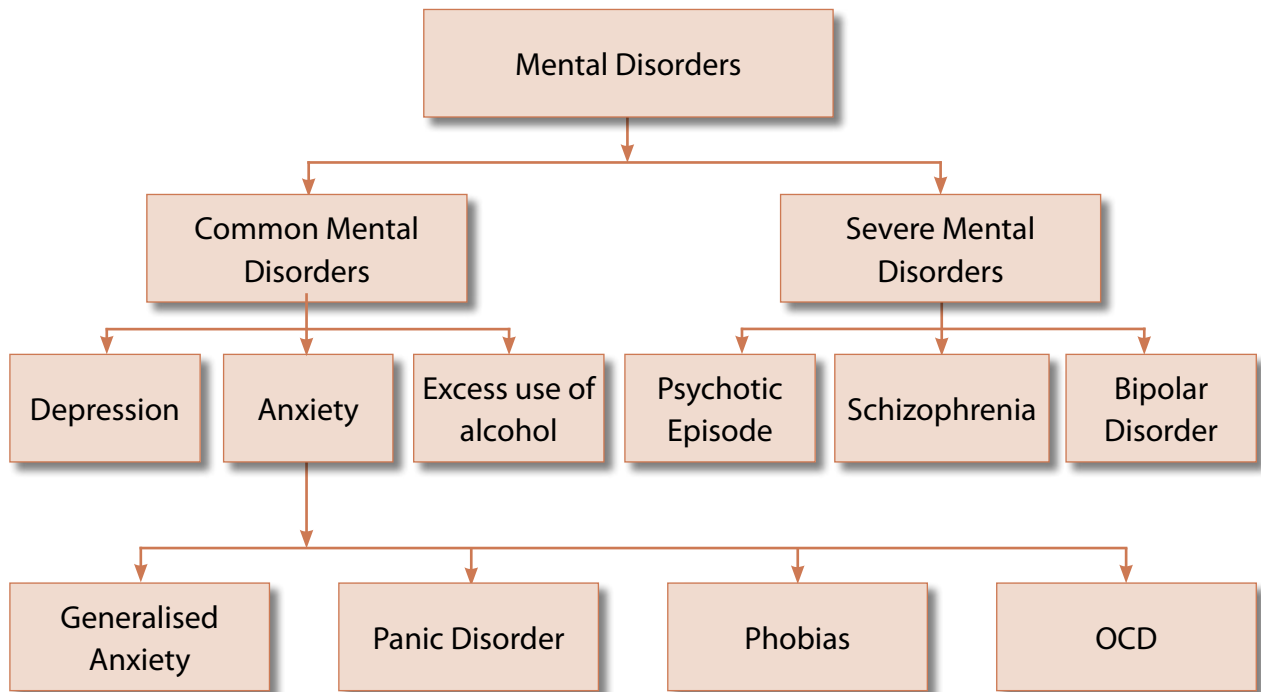 Mental Disorders
Common Mental
Disorders
Severe Mental
Disorders
Depression
Anxiety
Excess use of
alcohol
Psychotic
Episode
Schizophrenia
Bipolar
Disorder
Generalised
Anxiety
Panic Disorder
Phobias
OCD